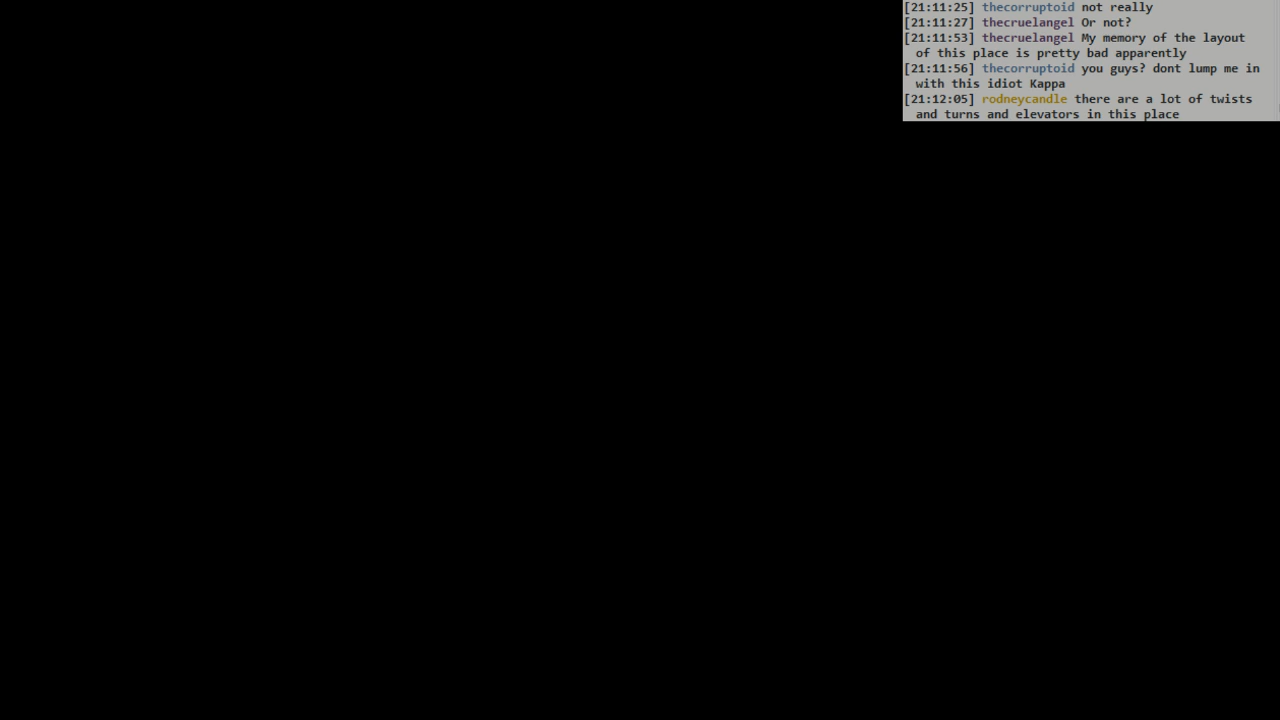 [21:11:25] thecorruptoid not really
[21:11:27] thecruelangel Or not?
[21:11:53] thecruelangel My memory of the layout
of this place is pretty bad apparently
[21:11:56] thecorruptoid you guys? dont lump me in
with this idiot Kappa
[21:12:05] rodneycandle there are a lot of twists
and turns and elevators in this place